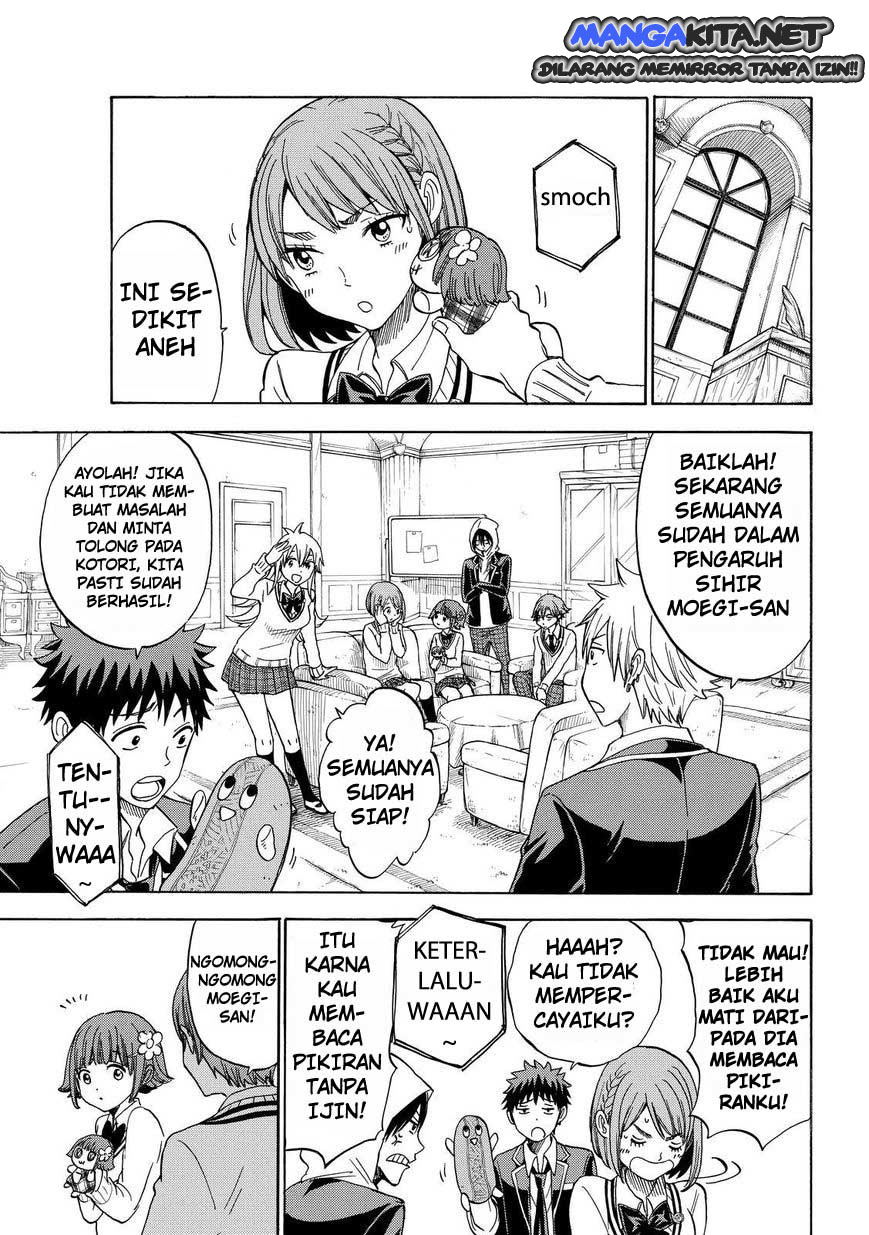 MANGAKITA.NET
DILARANG MEMIRROR TANPA IZIN!!
smoch
INI SE-
DIKIT
ANEH
BAIKLAH!
SEKARANG
SEMUANYA
SUDAH DALAM
PENGARUH
SIHIR
MOEGI-SAN
AYOLAH! JIKA
KAU TIDAK MEM-
BUAT MASALAH
DAN MINTA
TOLONG PADA
KOTORI, KITA
PASTI SUDAH
BERHASIL!
YA!
SEMUANYA
SUDAH
SIAP!
TEN-
TU--
NY-
WAAA
~
TIDAK MAU!
LEBIH
BAIK AKU
MATI DARI-
PADA DIA
MEMBACA
PIKI-
RANKU!
HAAAH?
KAU TIDAK
MEMPER-
CAYAIKU?
KETER-
LALU-
WAAAN
~
ITU
KARNA
KAU
MEM-
BACA
PIKIRAN
TANPA
IJIN!
NGOMONG-
NGOMONG
MOEGI-
SAN!